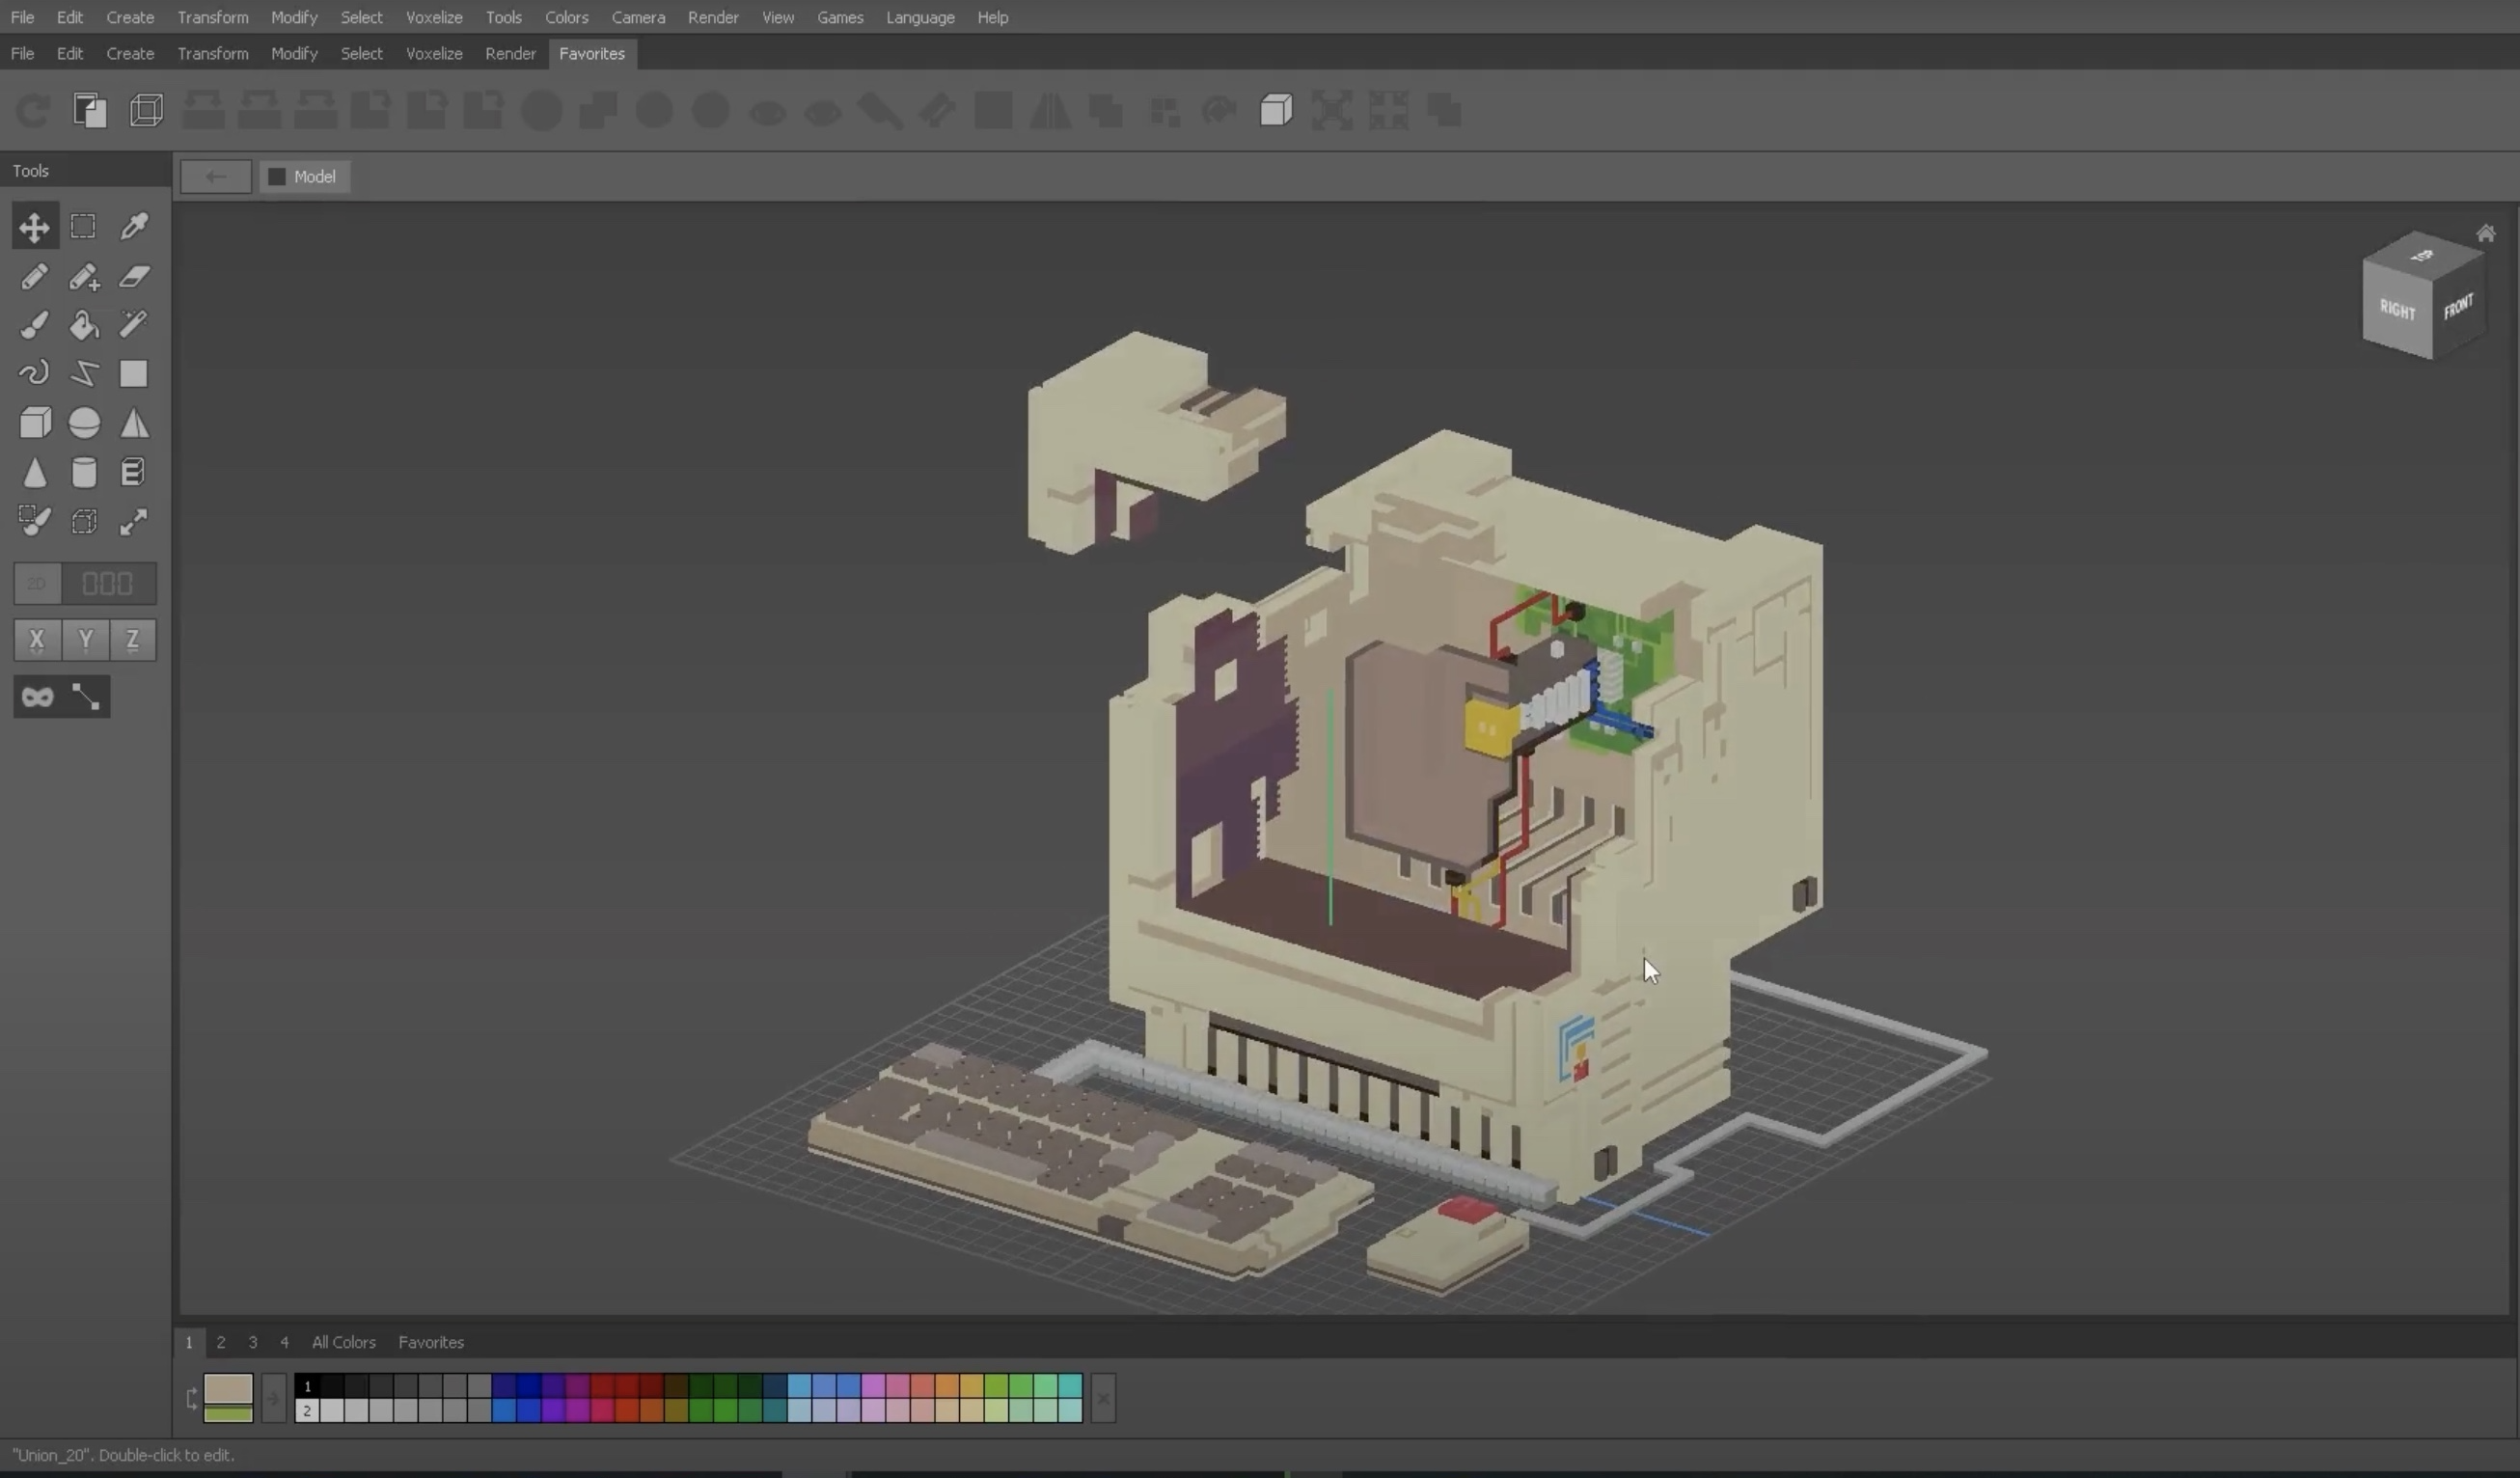 File Edit Create Transform Modify Select Voxelize Tools Colors Camera Render View Games Language Help
File Edit Create Transform Modify Select Voxelize Render Favorites
Tools
Model
TOP
RIGHT FRONT
2D 000
X Y Z
1 2 3 4 All Colors Favorites
1
2
"Union_20". Double-click to edit.